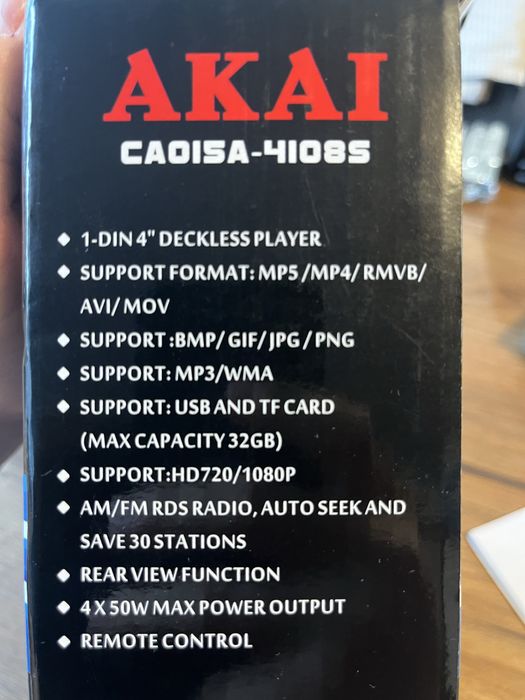 AKAI
CA015A-4108S
◆ 1-DIN 4" DECKLESS PLAYER
◆ SUPPORT FORMAT: MP5 /MP4/ RMVB/
AVI/ MOV
◆ SUPPORT :BMP/ GIF/ JPG / PNG
◆ SUPPORT: MP3/WMA
◆ SUPPORT: USB AND TF CARD
(MAX CAPACITY 32GB)
◆ SUPPORT:HD720/1080P
◆ AM/FM RDS RADIO, AUTO SEEK AND
SAVE 30 STATIONS
◆ REAR VIEW FUNCTION
◆ 4 X 50W MAX POWER OUTPUT
◆ REMOTE CONTROL